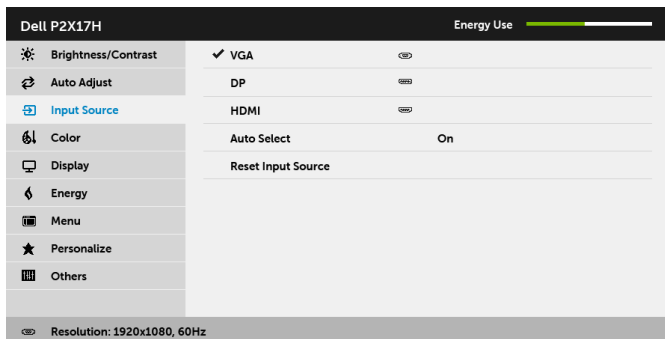 Dell P2X17H Energy Use
Brightness/Contrast VGA
Auto Adjust DP
Input Source HDMI
Color Auto Select On
Display Reset Input Source
Energy
Menu
Personalize
Others
Resolution: 1920x1080, 60Hz